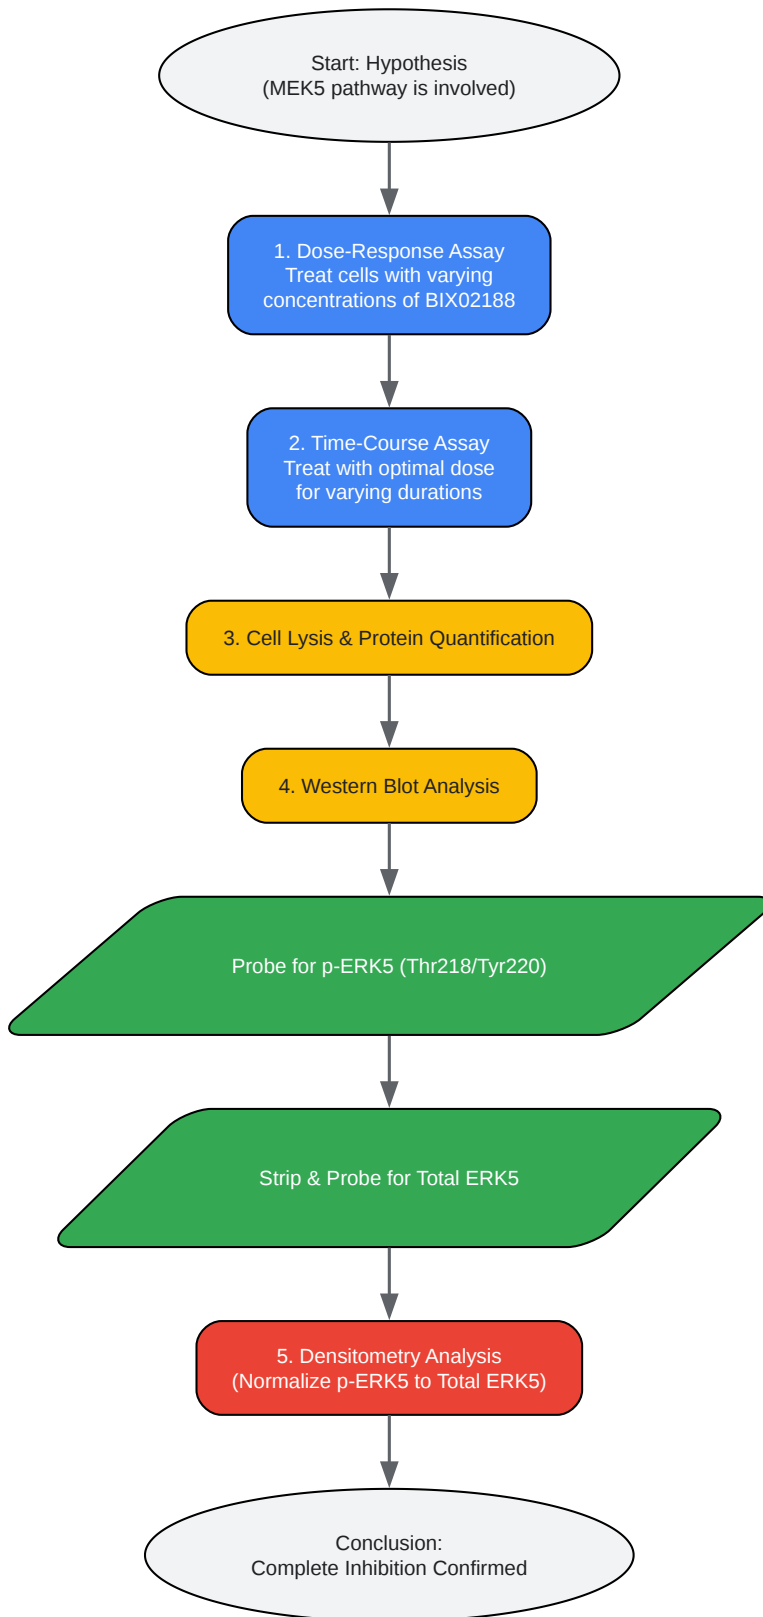 Start: Hypothesis
(MEK5 pathway is involved)
1. Dose-Response Assay
Treat cells with varying
concentrations of BIX02188
2. Time-Course Assay
Treat with optimal dose
for varying durations
3. Cell Lysis & Protein Quantification
4. Western Blot Analysis
Probe for p-ERK5 (Thr218/Tyr220)
Strip & Probe for Total ERK5
5. Densitometry Analysis
(Normalize p-ERK5 to Total ERK5)
Conclusion:
Complete Inhibition Confirmed